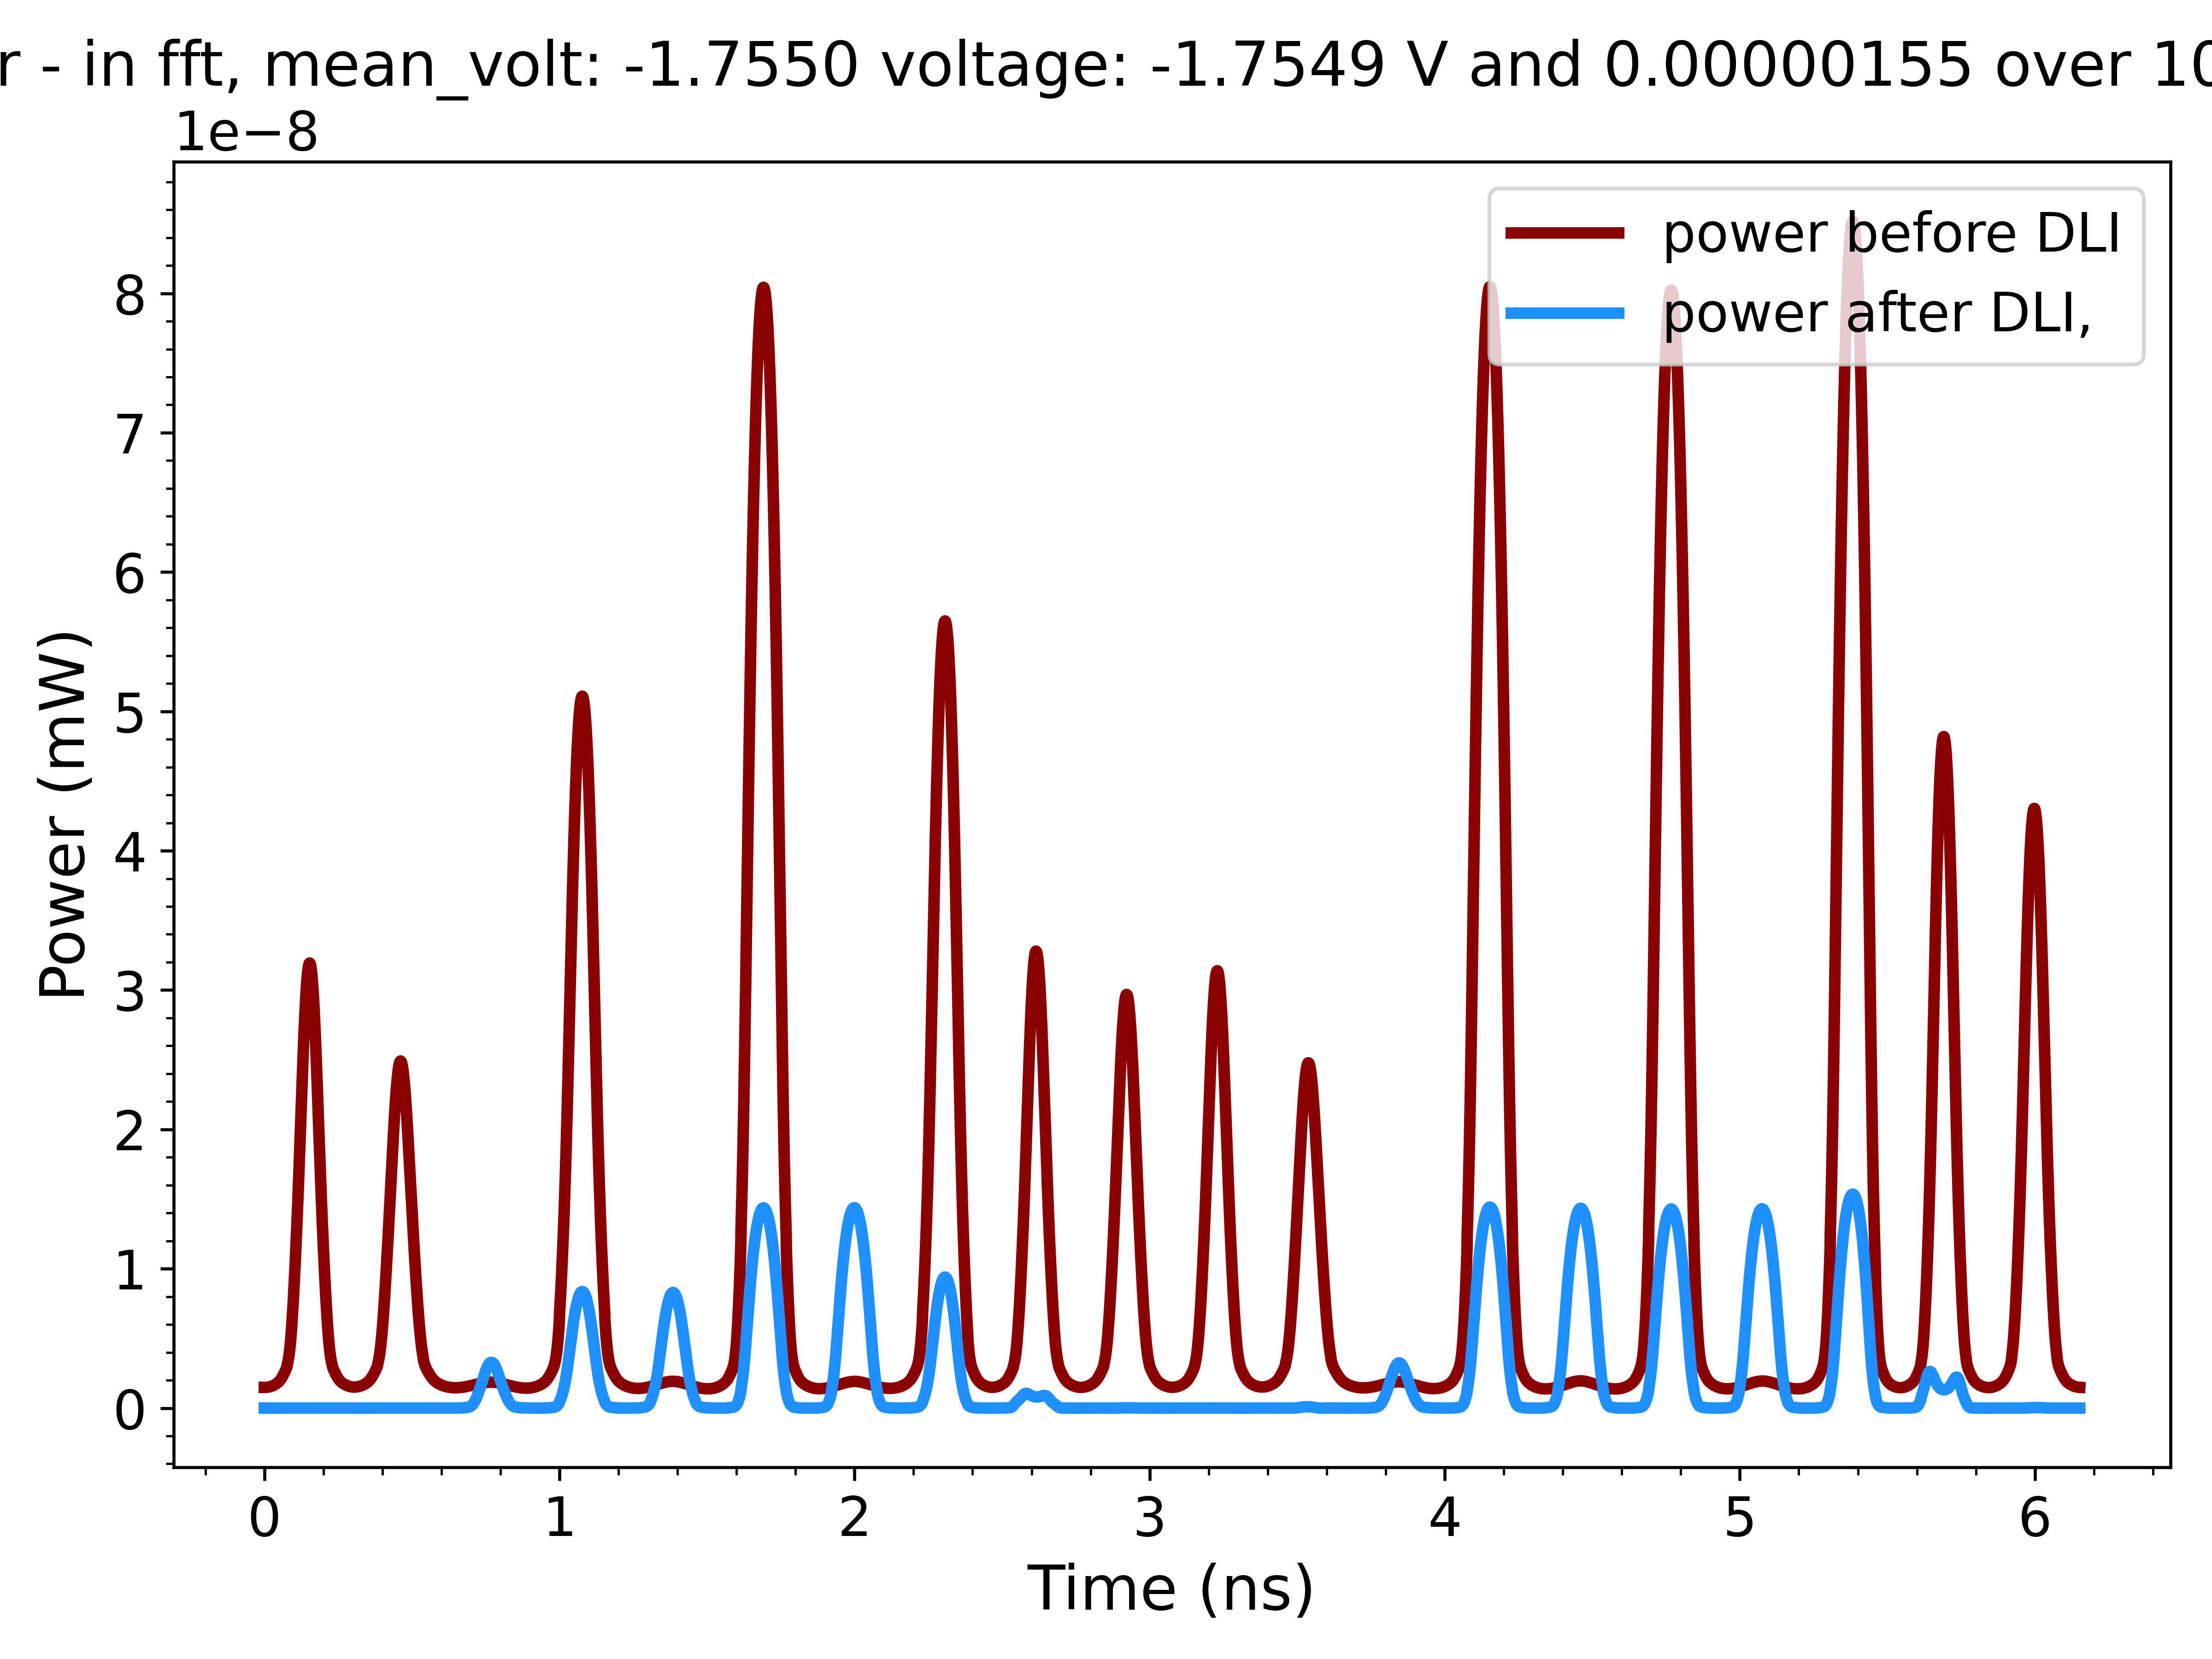 r - in fft, mean_volt: -1.7550 voltage: -1.7549 V and 0.00000155 over 10
1e−8
power before DLI
power after DLI,
8
7
6
5
4
3
2
1
0
Power (mW)
0 1 2 3 4 5 6
Time (ns)